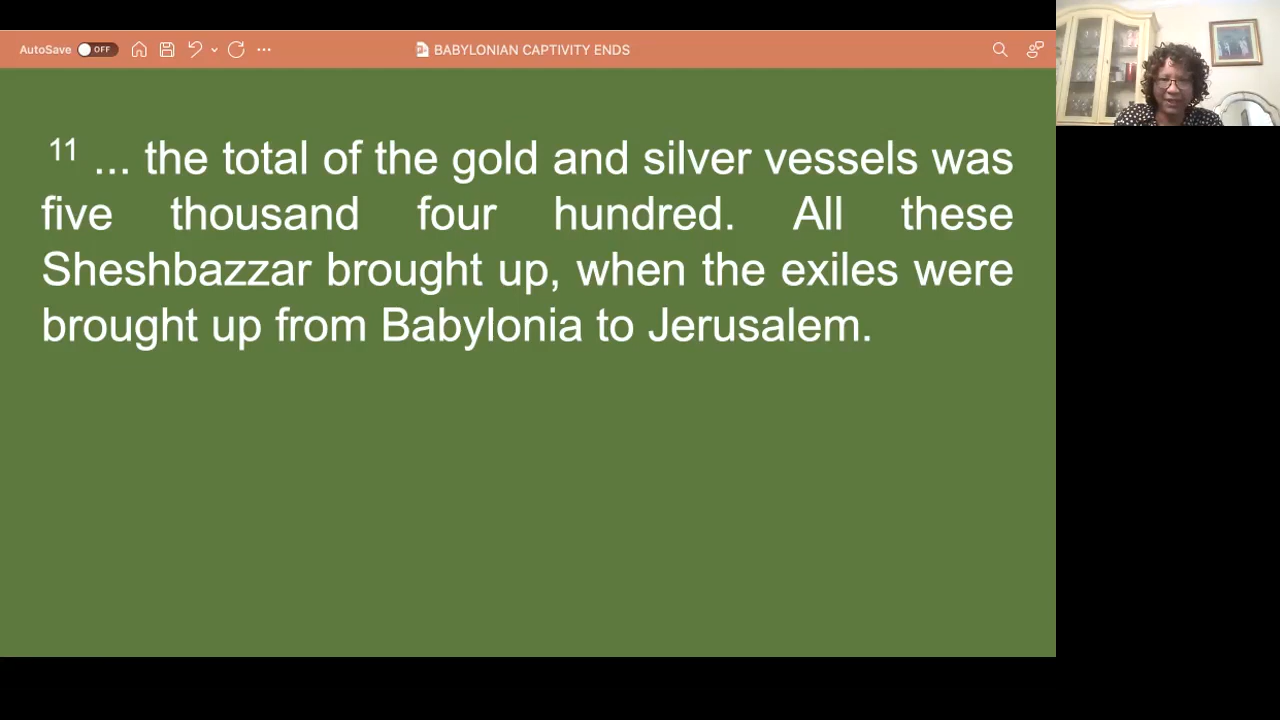 AutoSave OFF BABYLONIAN CAPTIVITY ENDS
11 ... the total of the gold and silver vessels was
five thousand four hundred. All these
Sheshbazzar brought up, when the exiles were
brought up from Babylonia to Jerusalem.